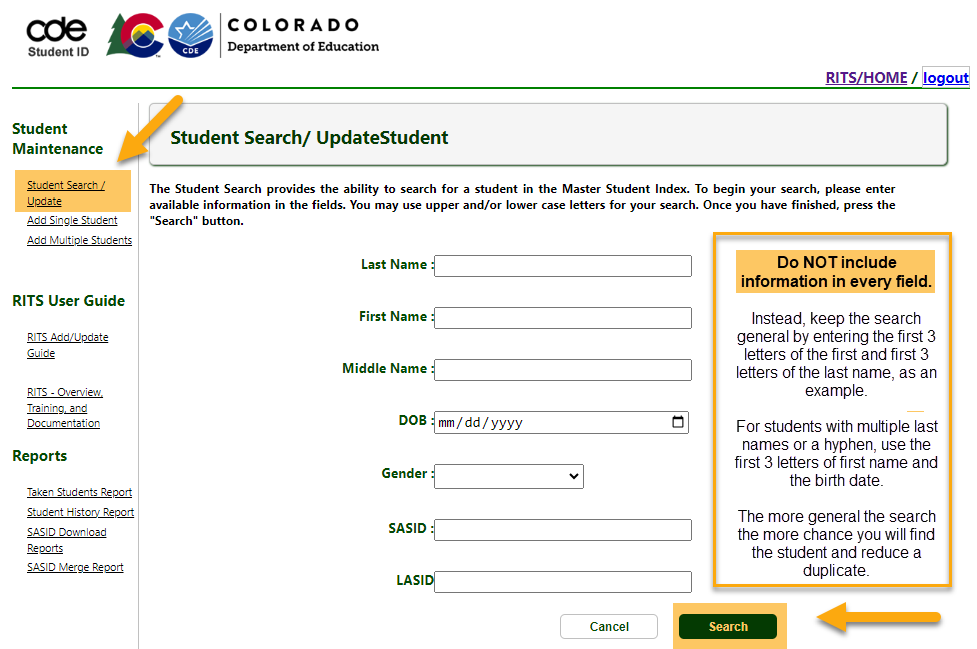 cde
Student ID
CDE
COLORADO
Department of Education
TM
RITS/HOME / logout
Student
Maintenance
Student Search /
Update
Add Single Student
Add Multiple Students
RITS User Guide
RITS Add/Update
Guide
RITS - Overview,
Training, and
Documentation
Reports
Taken Students Report
Student History Report
SASID Download
Reports
SASID Merge Report
Student Search/ UpdateStudent
The Student Search provides the ability to search for a student in the Master Student Index. To begin your search, please enter
available information in the fields. You may use upper and/or lower case letters for your search. Once you have finished, press the
"Search" button.
Last Name :
First Name :
Middle Name :
DOB : mm/dd/yyyy
Gender :
SASID :
LASID
Cancel
Search
Do NOT include
information in every field.
Instead, keep the search
general by entering the first 3
letters of the first and first 3
letters of the last name, as an
example.
For students with multiple last
names or a hyphen, use the
first 3 letters of first name and
the birth date.
The more general the search
the more chance you will find
the student and reduce a
duplicate.